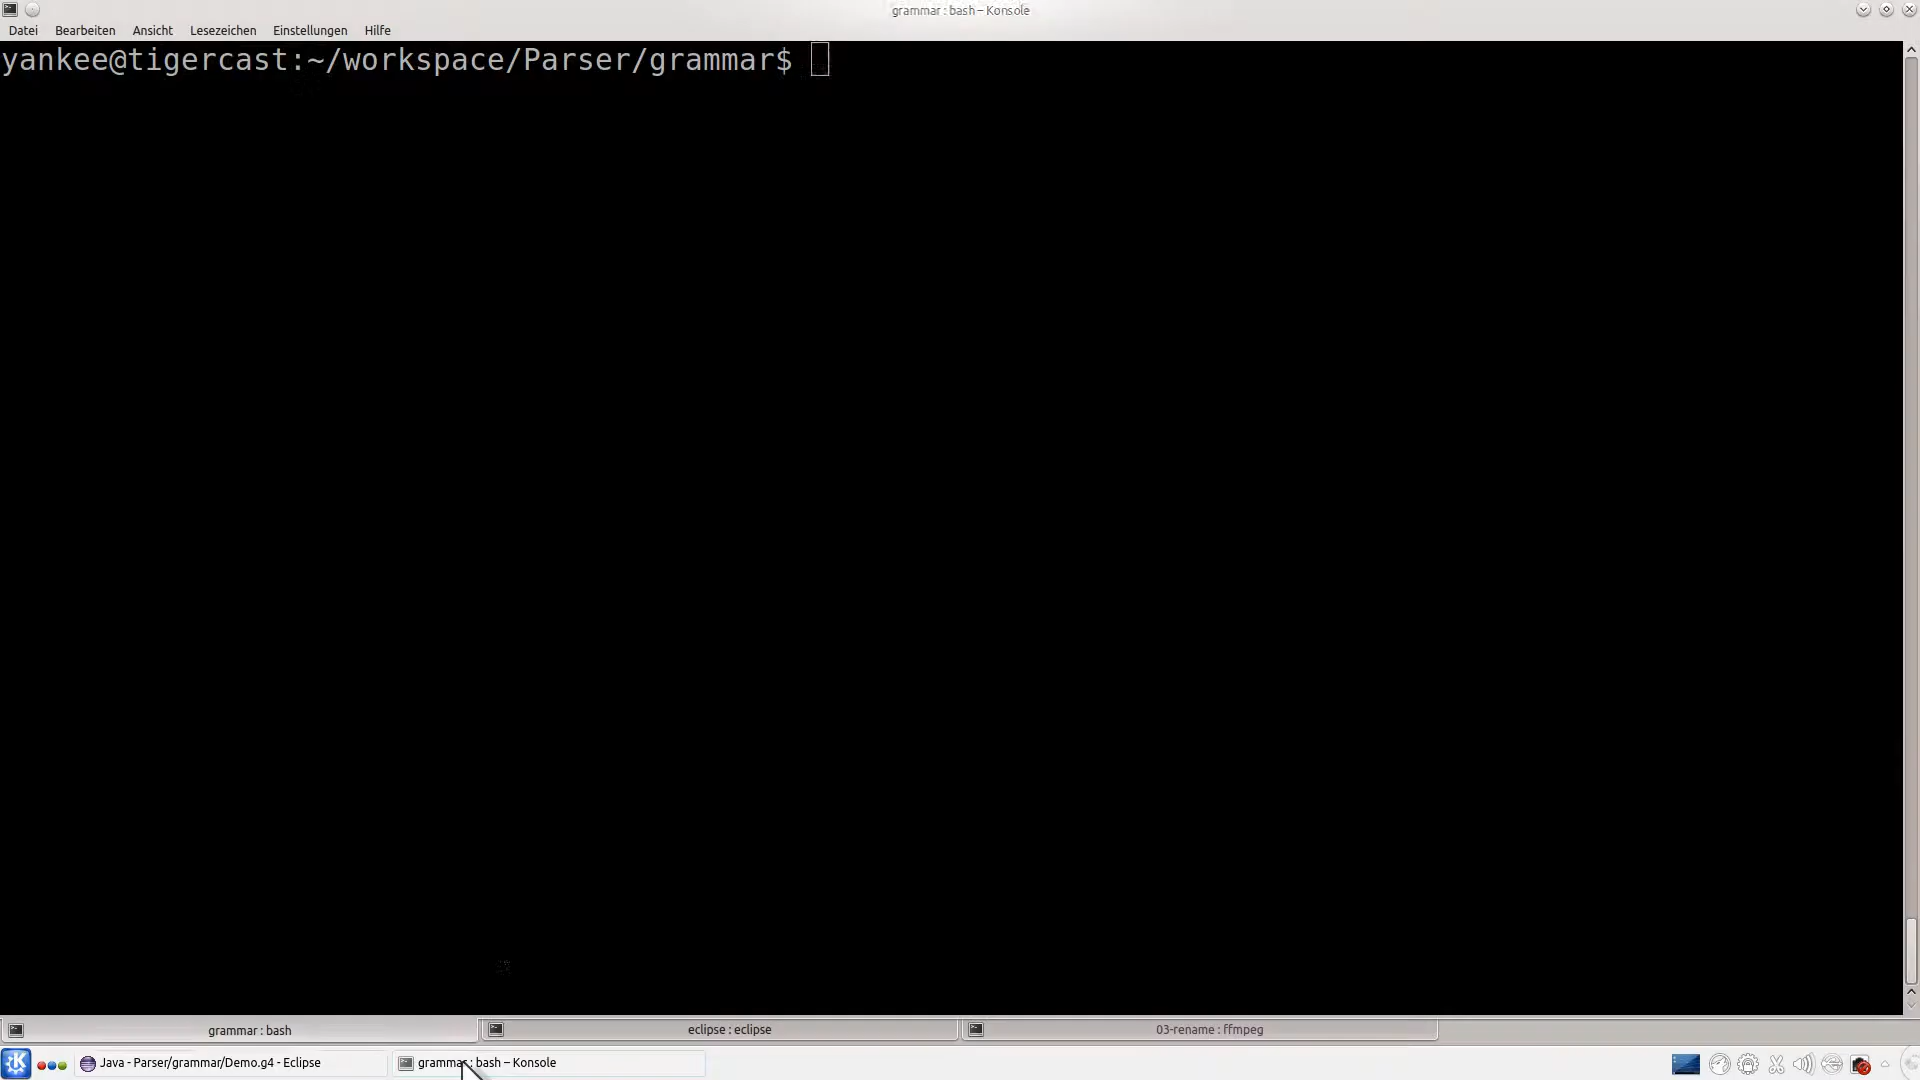 grammar : bash – Konsole
Datei Bearbeiten Ansicht Lesezeichen Einstellungen Hilfe
yankee@tigercast:~/workspace/Parser/grammar$
grammar : bash eclipse : eclipse 03-rename : ffmpeg
Java - Parser/grammar/Demo.g4 - Eclipse grammar : bash – Konsole